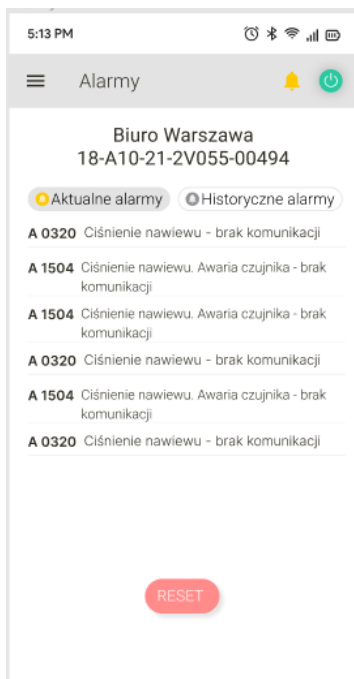 5:13 PM
Alarmy
Biuro Warszawa
18-A10-21-2V055-00494
Aktualne alarmy Historyczne alarmy
A 0320 Ciśnienie nawiewu - brak komunikacji
A 1504 Ciśnienie nawiewu. Awaria czujnika - brak
komunikacji
A 1504 Ciśnienie nawiewu. Awaria czujnika - brak
komunikacji
A 0320 Ciśnienie nawiewu - brak komunikacji
A 1504 Ciśnienie nawiewu. Awaria czujnika - brak
komunikacji
A 0320 Ciśnienie nawiewu - brak komunikacji
RESET